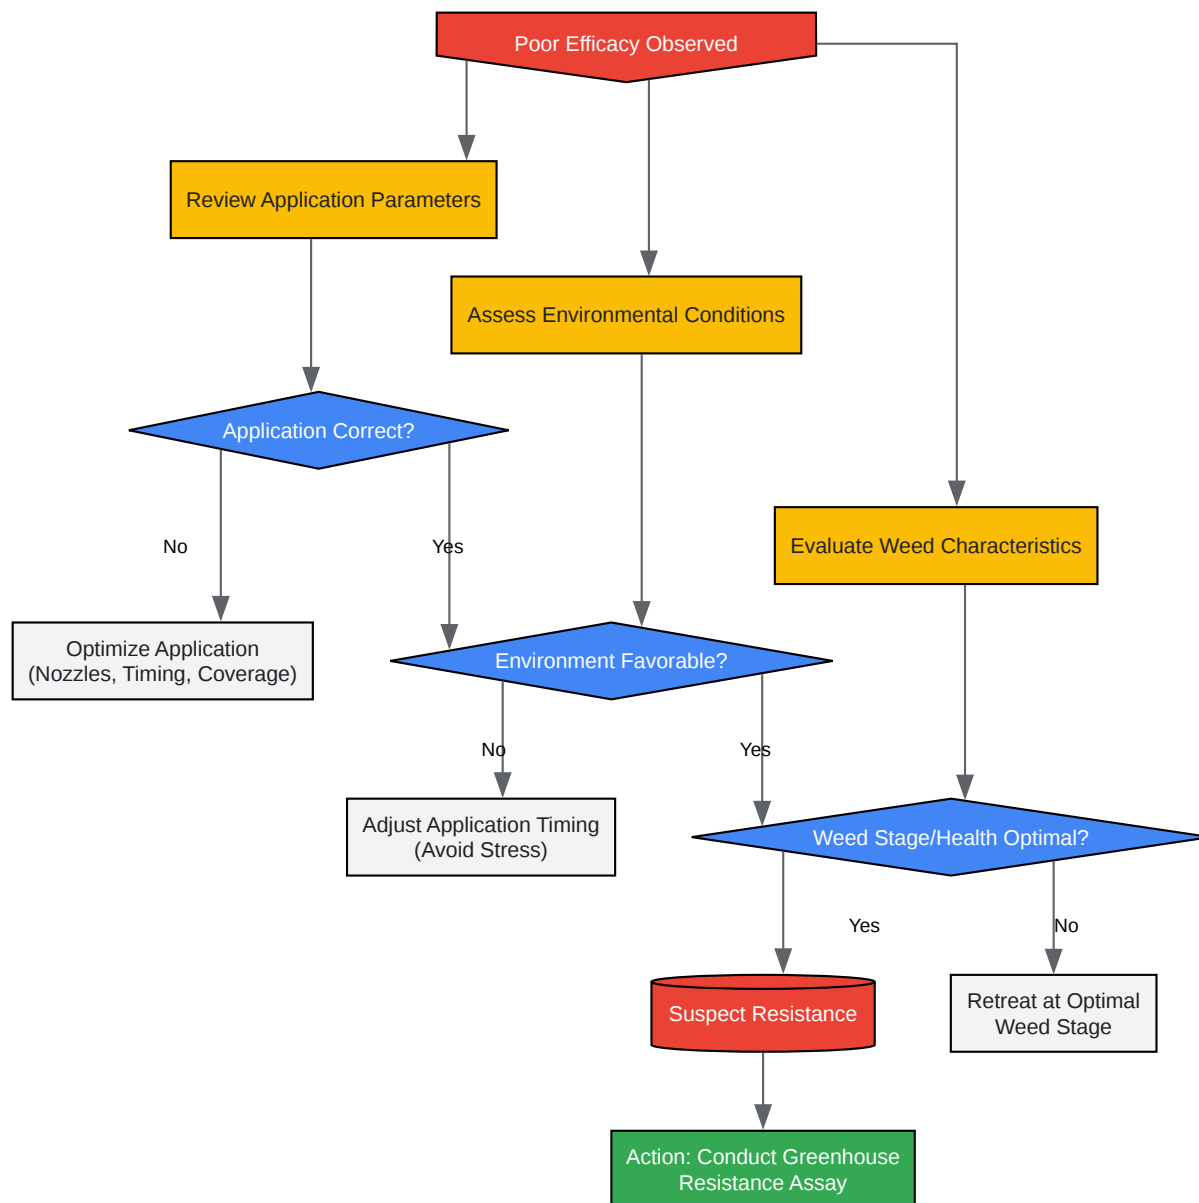 Poor Efficacy Observed
Review Application Parameters
Assess Environmental Conditions
Application Correct?
No
Yes
Evaluate Weed Characteristics
Optimize Application
(Nozzles, Timing, Coverage)
Environment Favorable?
No
Yes
Adjust Application Timing
(Avoid Stress)
Weed Stage/Health Optimal?
Yes
No
Suspect Resistance
Retreat at Optimal
Weed Stage
Action: Conduct Greenhouse
Resistance Assay